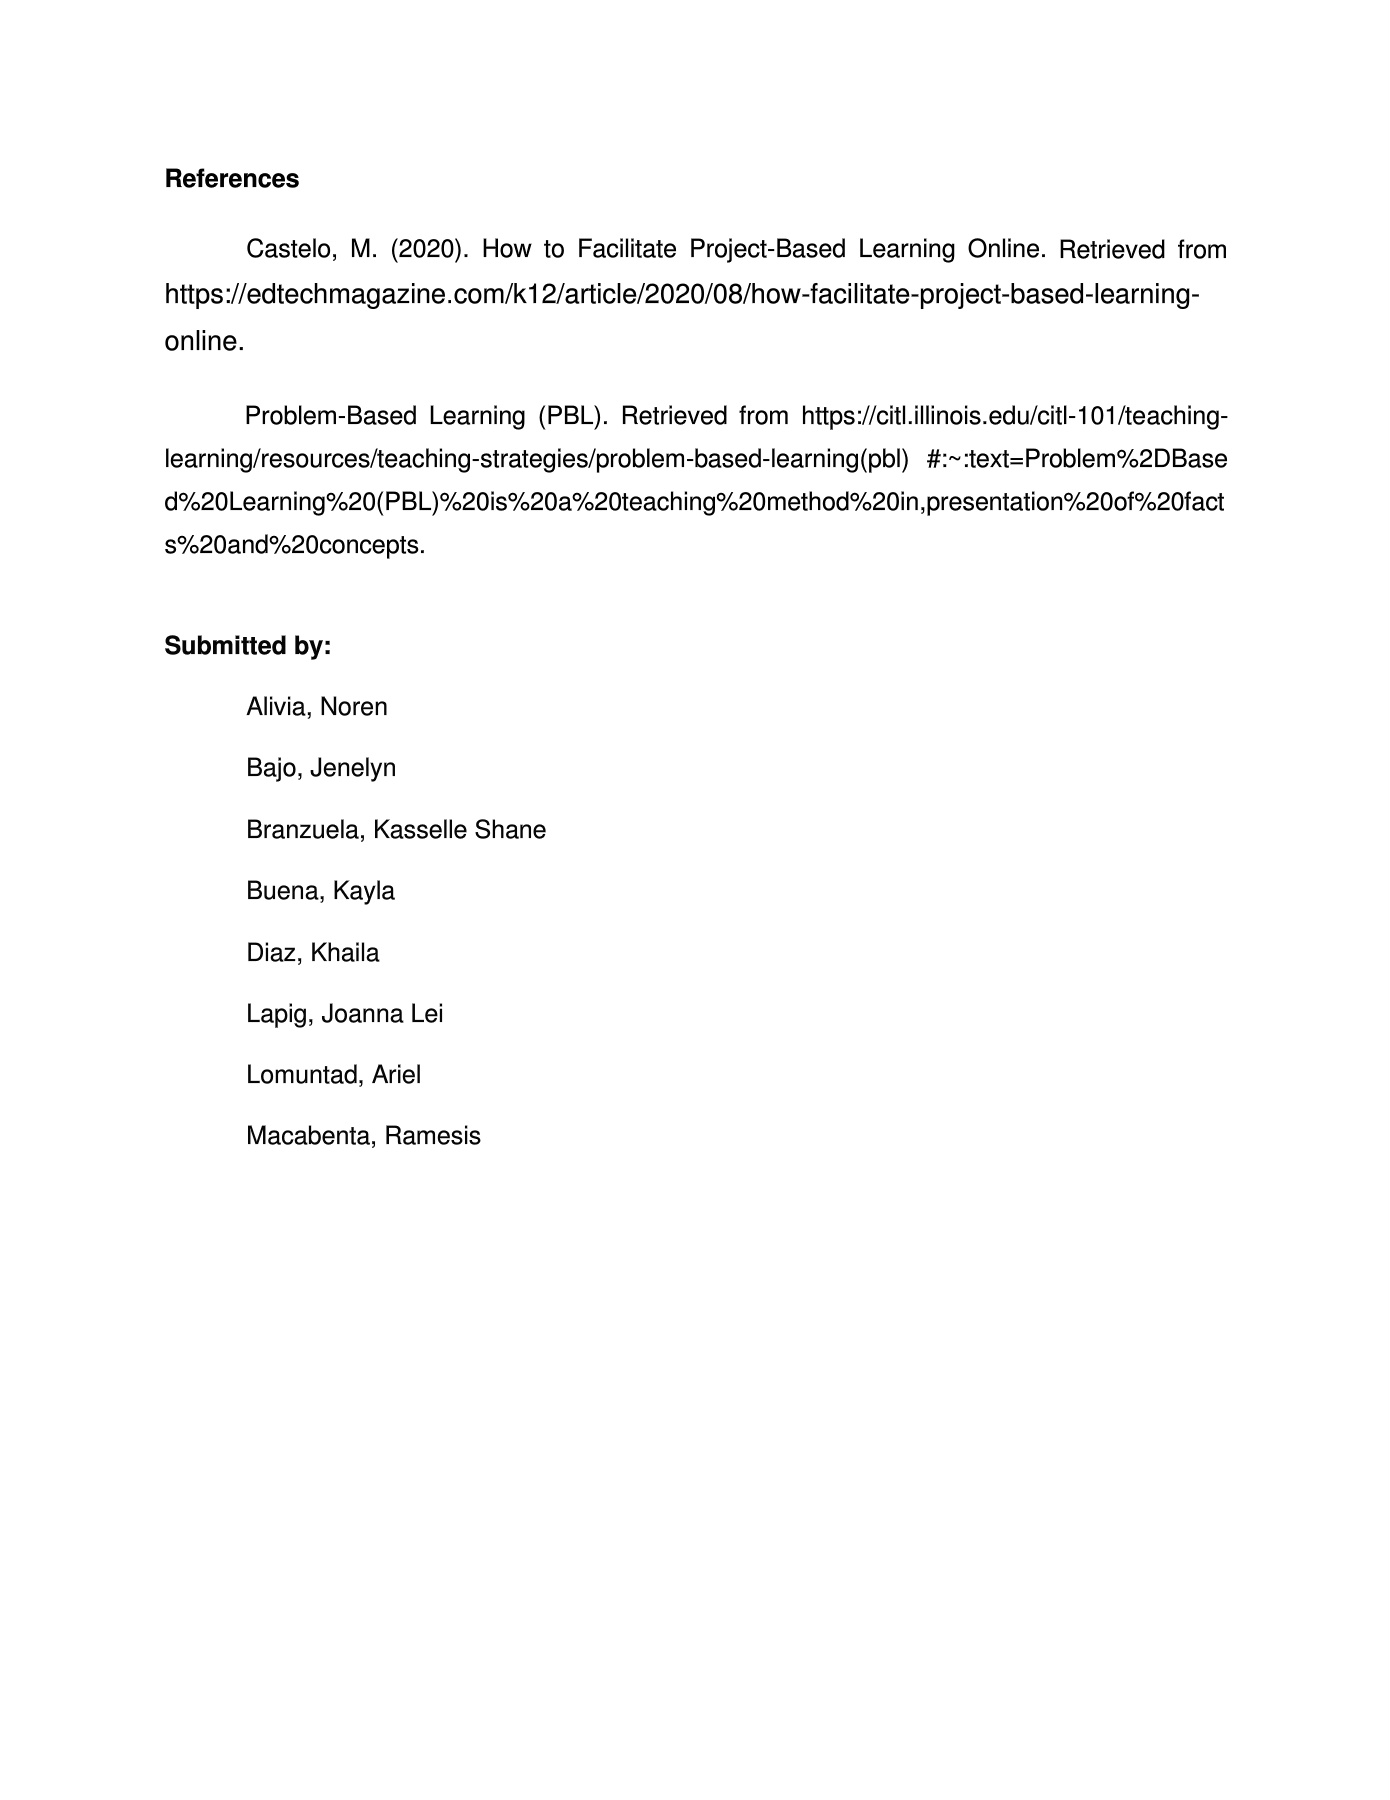 References
Castelo, M. (2020). How to Facilitate Project-Based Learning Online. Retrieved from
https://edtechmagazine.com/k12/article/2020/08/how-facilitate-project-based-learning-
online.
Problem-Based Learning (PBL). Retrieved from https://citl.illinois.edu/citl-101/teaching-
learning/resources/teaching-strategies/problem-based-learning(pbl) #:~:text=Problem%2DBase
d%20Learning%20(PBL)%20is%20a%20teaching%20method%20in,presentation%20of%20fact
s%20and%20concepts.
Submitted by:
Alivia, Noren
Bajo, Jenelyn
Branzuela, Kasselle Shane
Buena, Kayla
Diaz, Khaila
Lapig, Joanna Lei
Lomuntad, Ariel
Macabenta, Ramesis